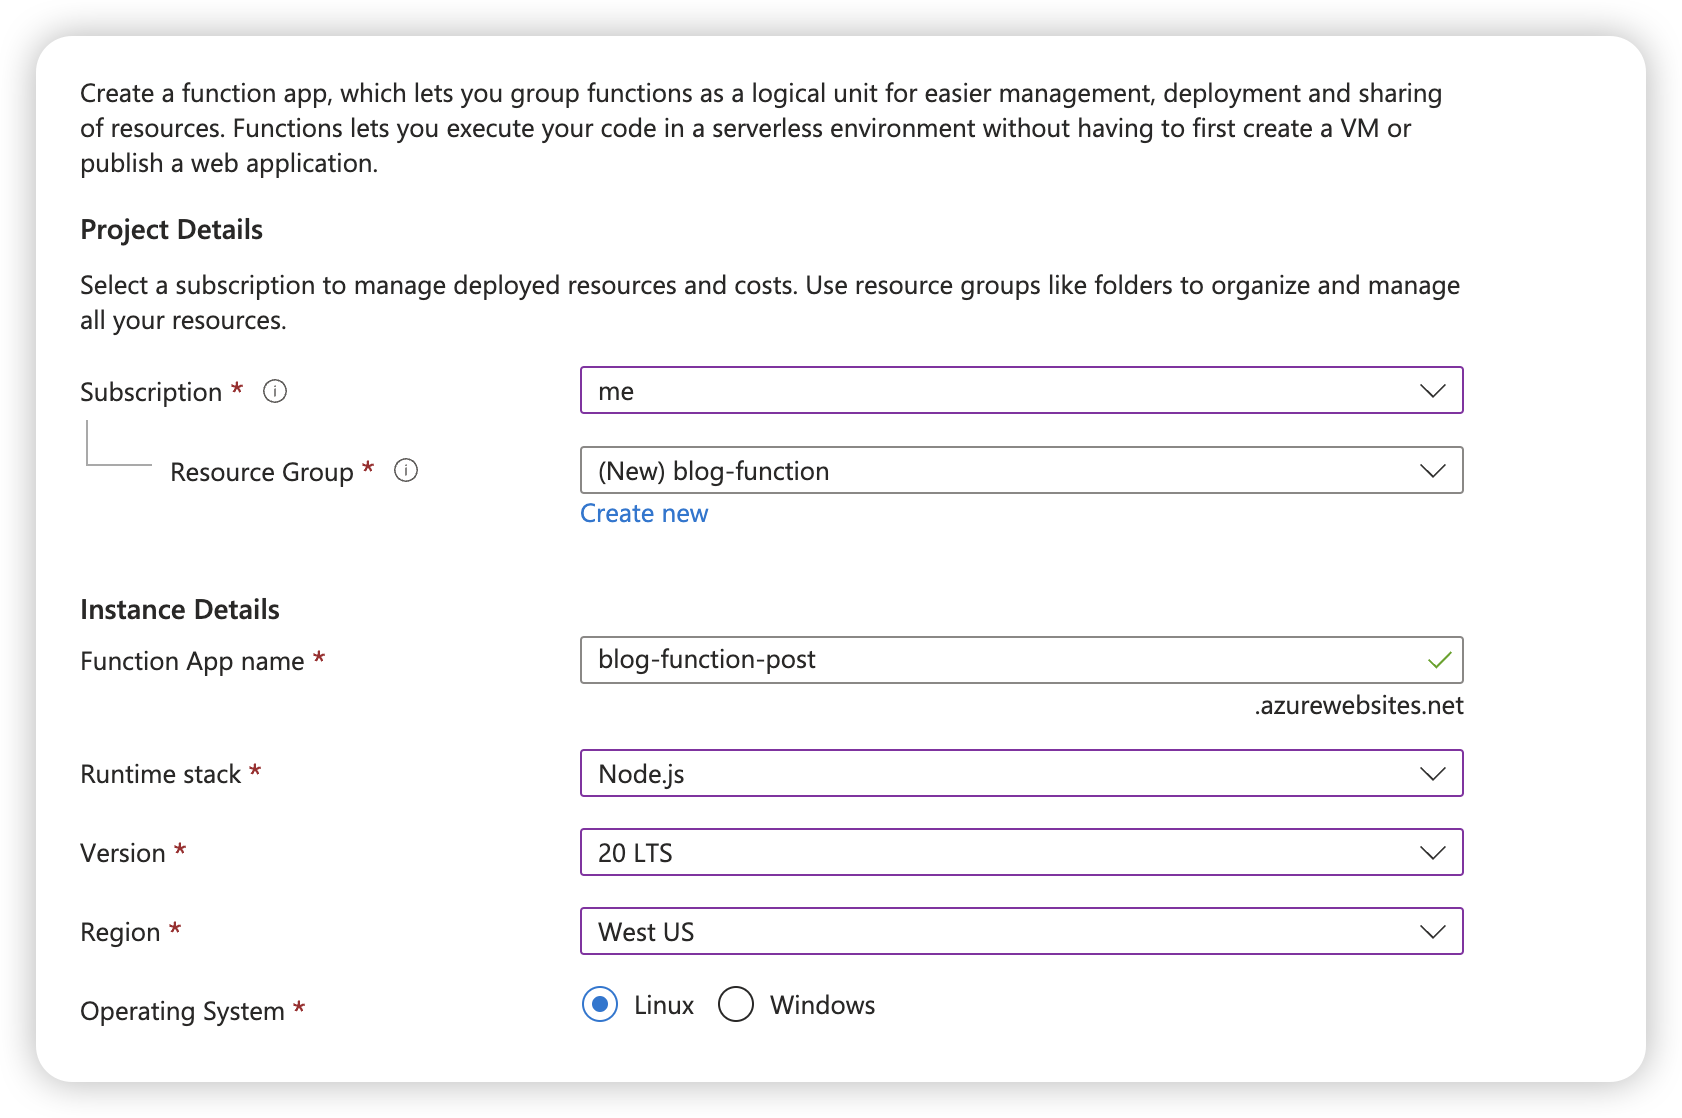 Create a function app, which lets you group functions as a logical unit for easier management, deployment and sharing
of resources. Functions lets you execute your code in a serverless environment without having to first create a VM or
publish a web application.
Project Details
Select a subscription to manage deployed resources and costs. Use resource groups like folders to organize and manage
all your resources.
Subscription *
me
Resource Group *
(New) blog-function
Create new
Instance Details
Function App name *
blog-function-post
.azurewebsites.net
Runtime stack *
Node.js
Version *
20 LTS
Region *
West US
Operating System *
Linux
Windows